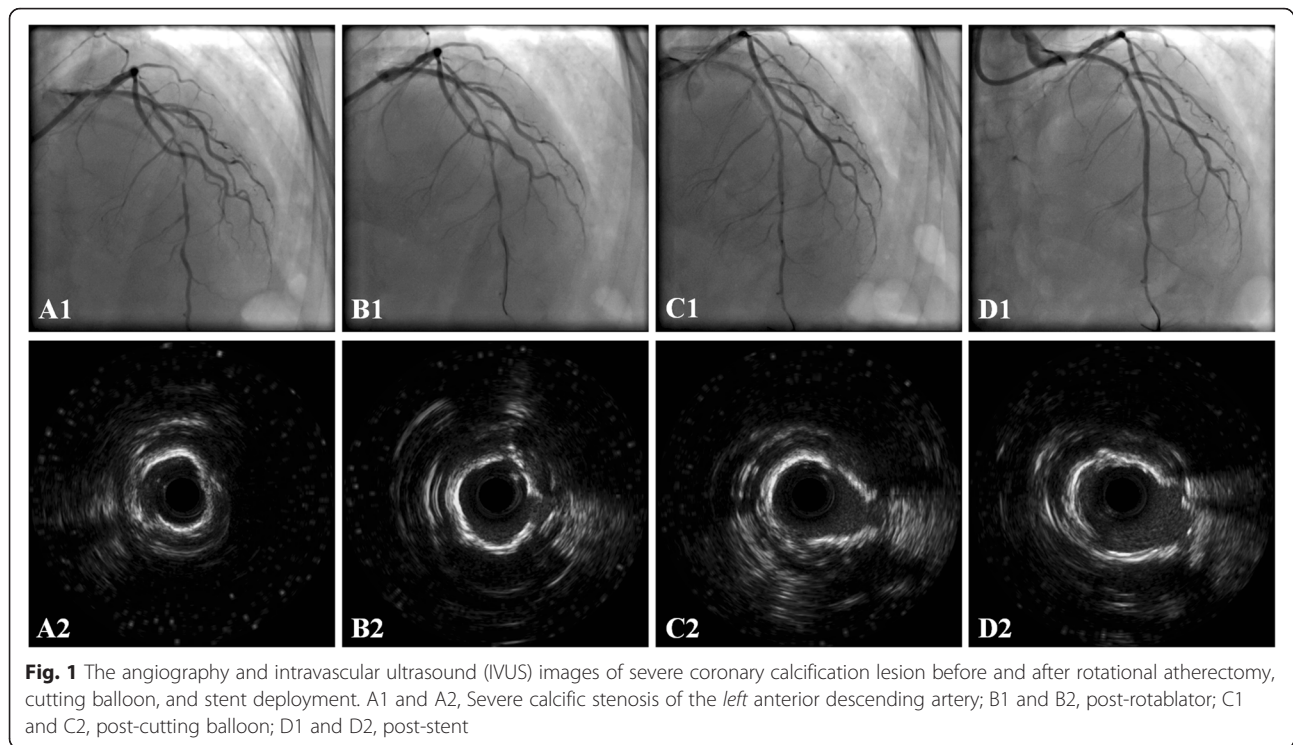 A1
B1
C1
D1
A2
B2
C2
D2
Fig. 1 The angiography and intravascular ultrasound (IVUS) images of severe coronary calcification lesion before and after rotational atherectomy,
cutting balloon, and stent deployment. A1 and A2, Severe calcific stenosis of the left anterior descending artery; B1 and B2, post-rotablator; C1
and C2, post-cutting balloon; D1 and D2, post-stent